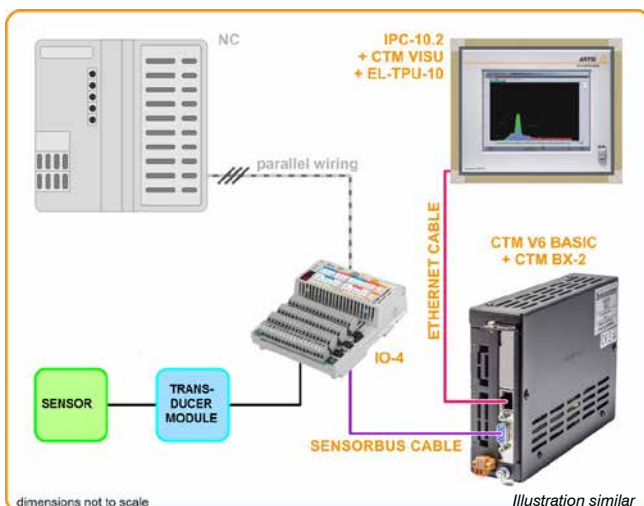 NC
IPC-10.2
+ CTM VISU
+ EL-TPU-10
parallel wiring
ETHERNET CABLE
CTM V6 BASIC
+ CTM BX-2
IO-4
SENSOR
TRANS-
DUCER
MODULE
SENSORBUS CABLE
dimensions not to scale
Illustration similar